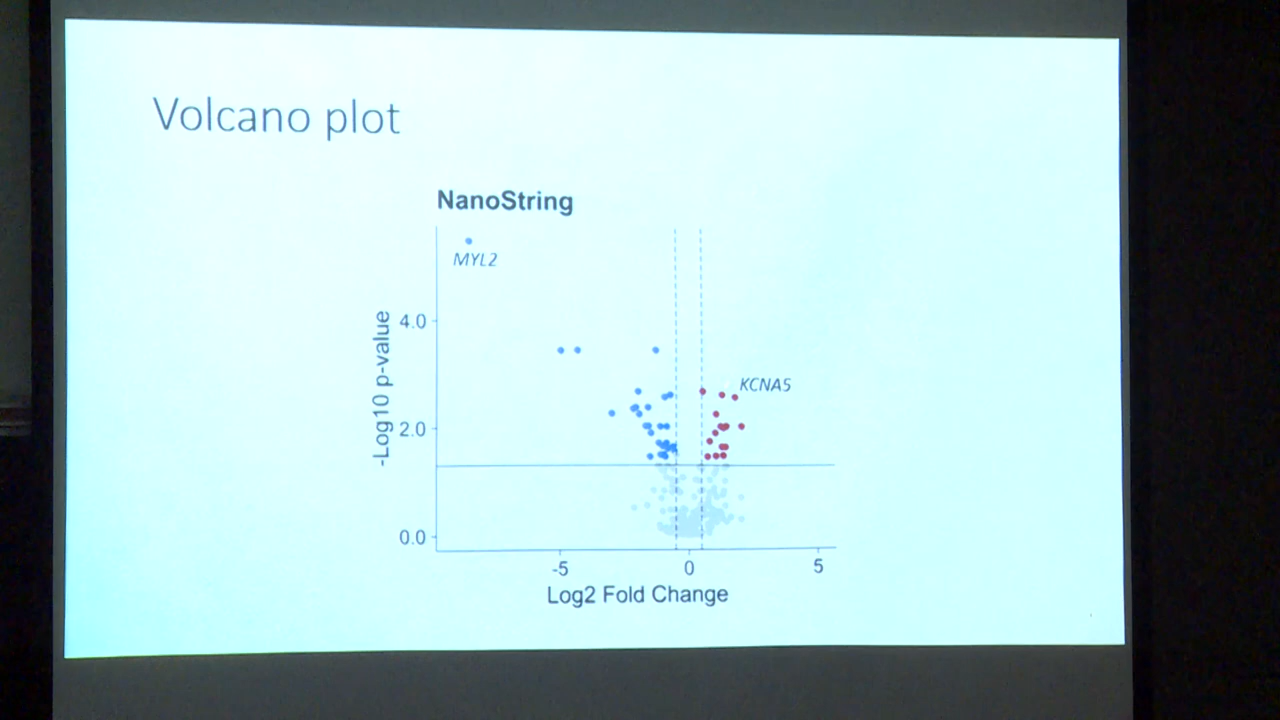 Volcano plot
NanoString
MYL2
4.0
KCNA5
2.0
0.0
-Log10 p-value
-5 0 5
Log2 Fold Change